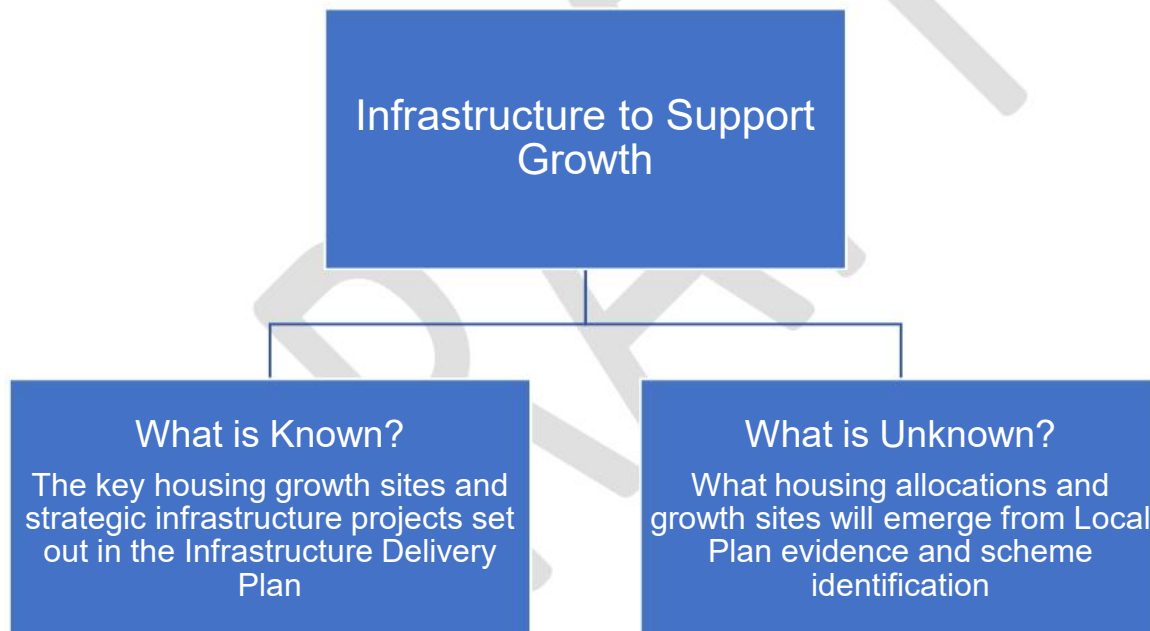 Infrastructure to Support
Growth
What is Known?
The key housing growth sites and
strategic infrastructure projects set
out in the Infrastructure Delivery
Plan
What is Unknown?
What housing allocations and
growth sites will emerge from Local
Plan evidence and scheme
identification